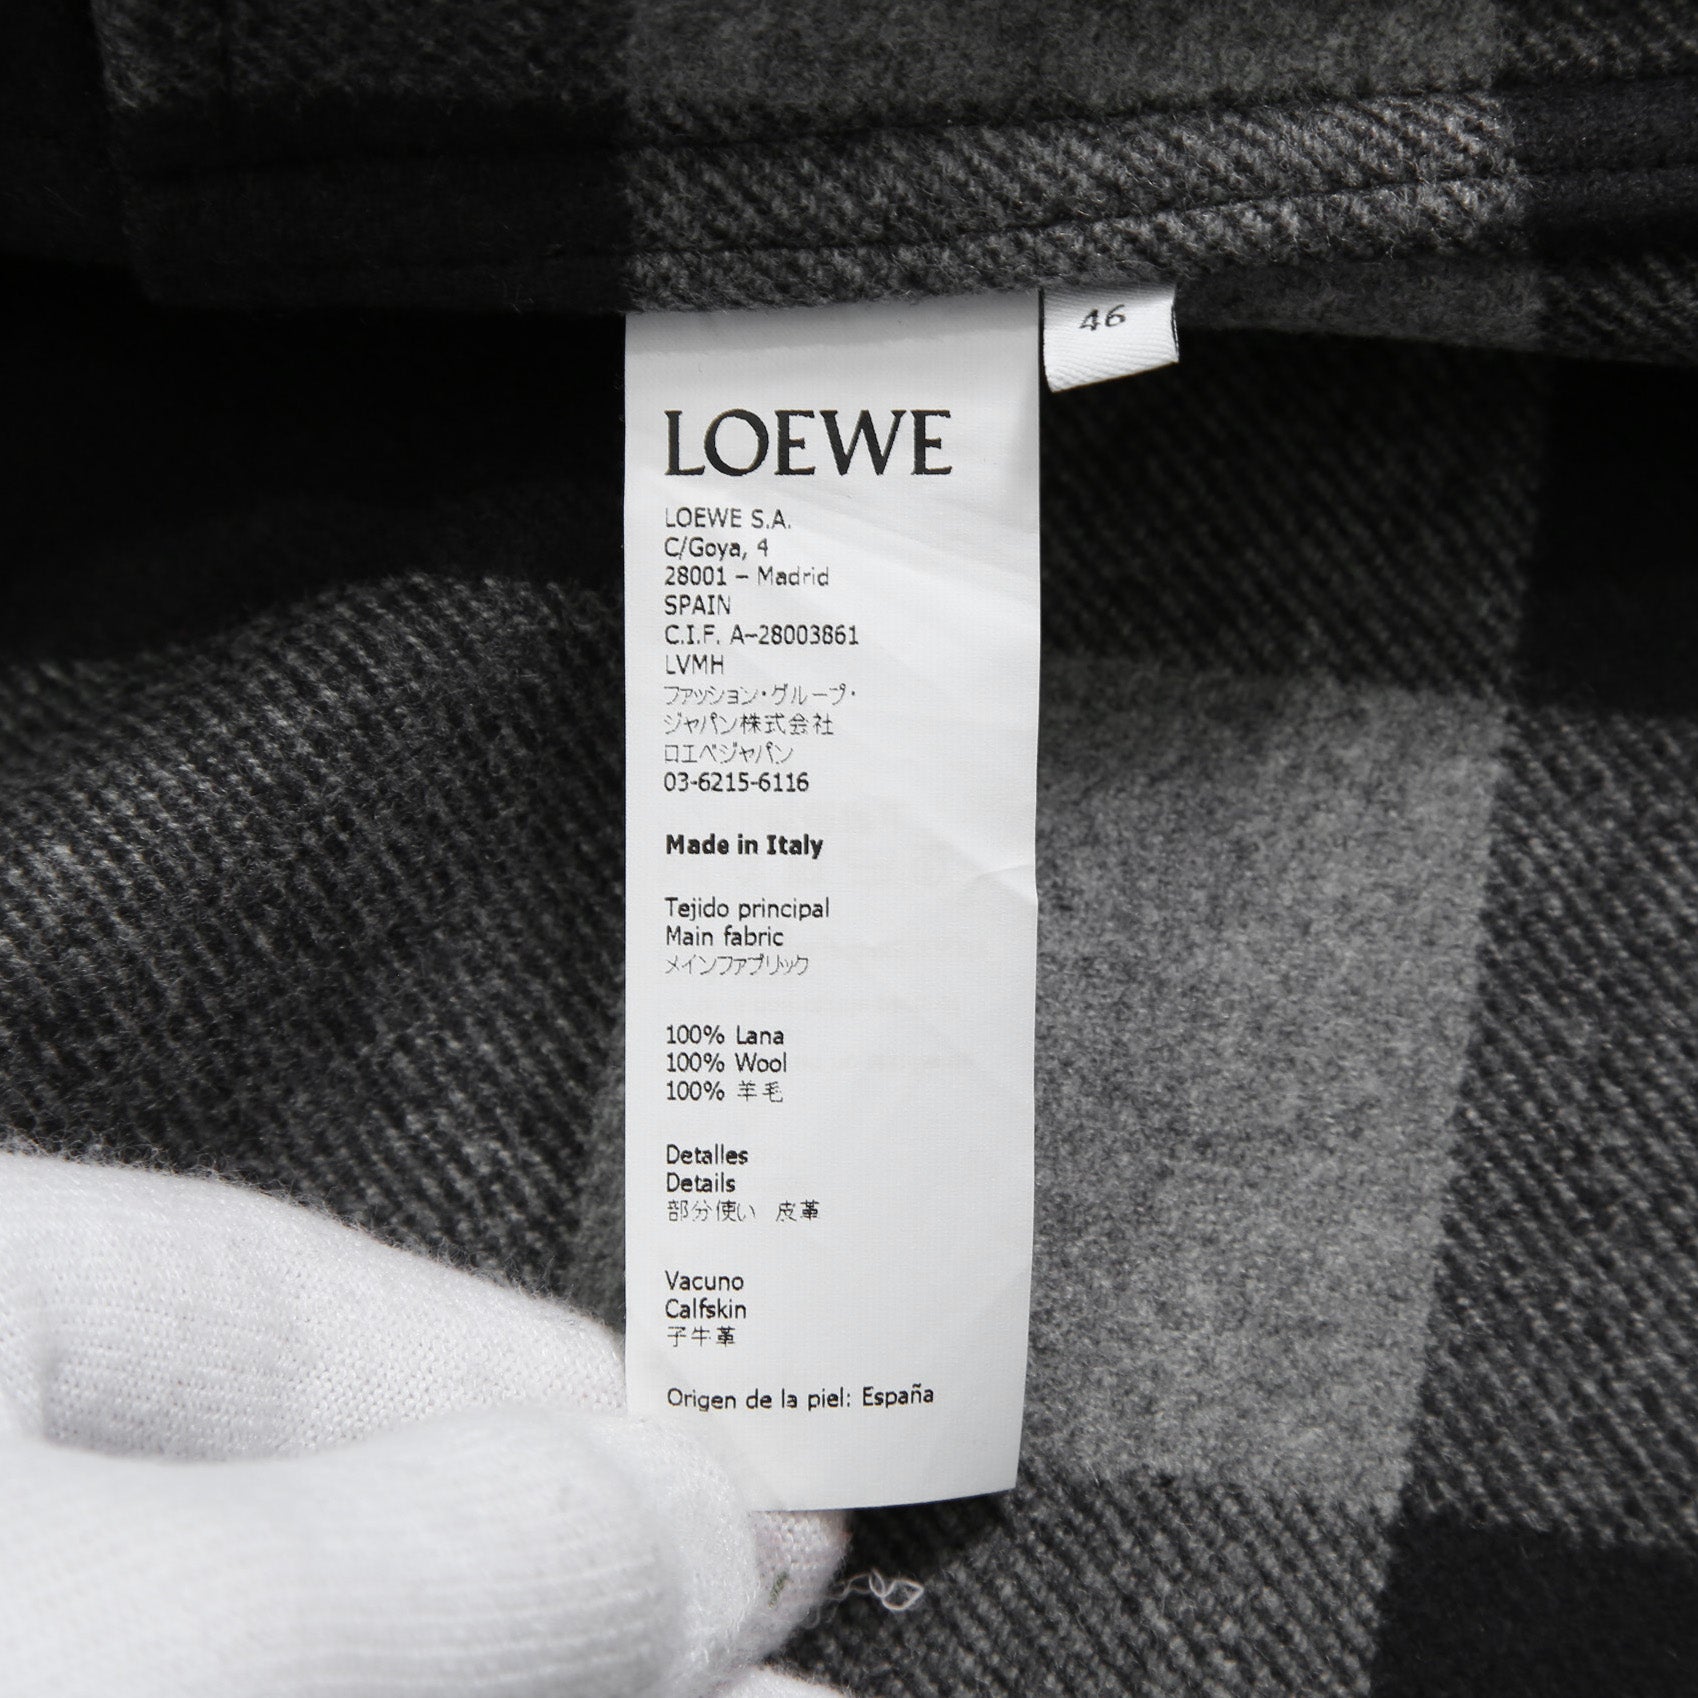 46
LOEWE
LOEWE S.A.
C/Goya, 4
28001 – Madrid
SPAIN
C.I.F. A-28003861
LVMH
ファッション・グループ・
ジャパン株式会社
ロエベジャパン
03-6215-6116
Made in Italy
Tejido principal
Main fabric
メインファブリック
100% Lana
100% Wool
100% 羊毛
Detalles
Details
部分使い 皮革
Vacuno
Calfskin
子牛革
Origen de la piel: España